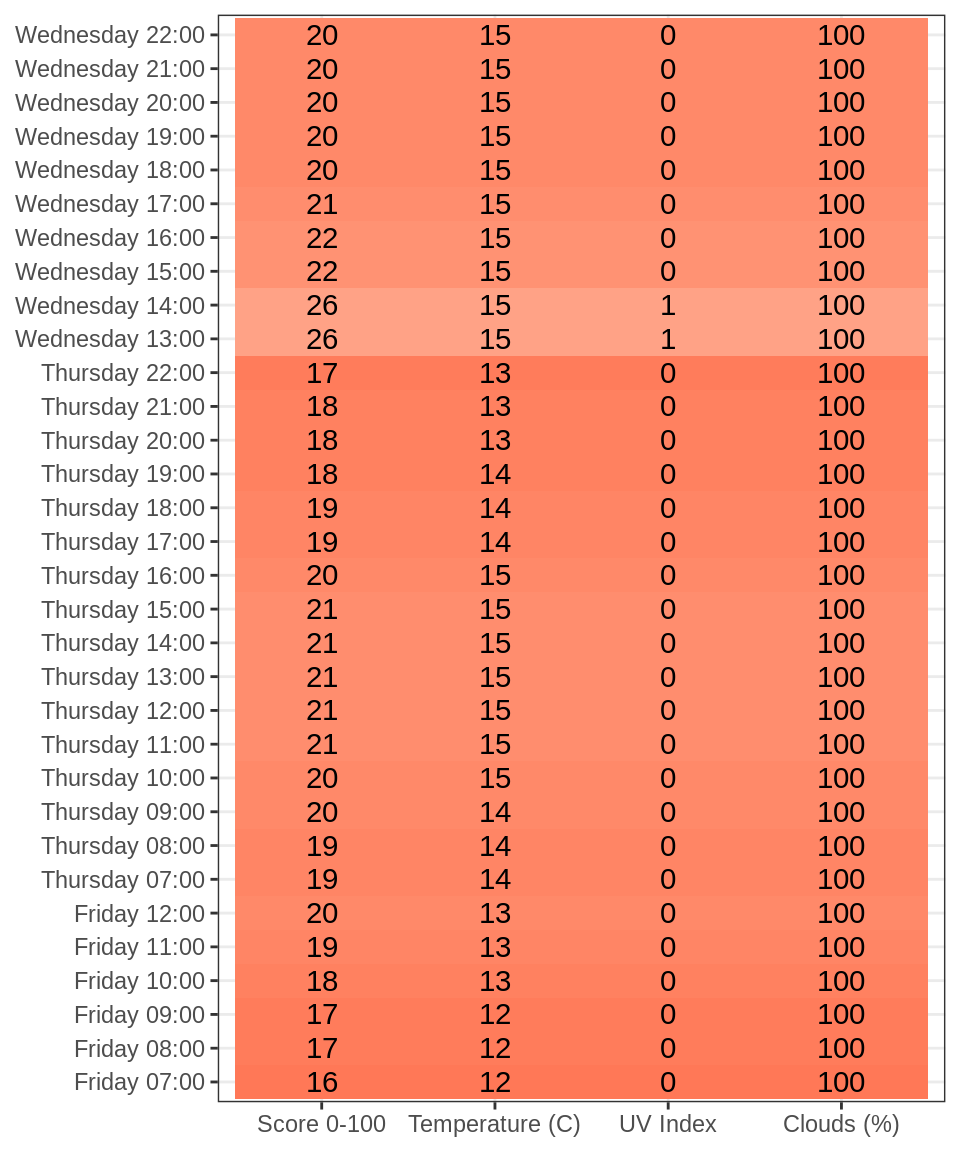 Wednesday 22:00 20 15 0 100
Wednesday 21:00 20 15 0 100
Wednesday 20:00 20 15 0 100
Wednesday 19:00 20 15 0 100
Wednesday 18:00 20 15 0 100
Wednesday 17:00 21 15 0 100
Wednesday 16:00 22 15 0 100
Wednesday 15:00 22 15 0 100
Wednesday 14:00 26 15 1 100
Wednesday 13:00 26 15 1 100
Thursday 22:00 17 13 0 100
Thursday 21:00 18 13 0 100
Thursday 20:00 18 13 0 100
Thursday 19:00 18 14 0 100
Thursday 18:00 19 14 0 100
Thursday 17:00 19 14 0 100
Thursday 16:00 20 15 0 100
Thursday 15:00 21 15 0 100
Thursday 14:00 21 15 0 100
Thursday 13:00 21 15 0 100
Thursday 12:00 21 15 0 100
Thursday 11:00 21 15 0 100
Thursday 10:00 20 15 0 100
Thursday 09:00 20 14 0 100
Thursday 08:00 19 14 0 100
Thursday 07:00 19 14 0 100
Friday 12:00 20 13 0 100
Friday 11:00 19 13 0 100
Friday 10:00 18 13 0 100
Friday 09:00 17 12 0 100
Friday 08:00 17 12 0 100
Friday 07:00 16 12 0 100
Score 0-100 Temperature (C) UV Index Clouds (%)